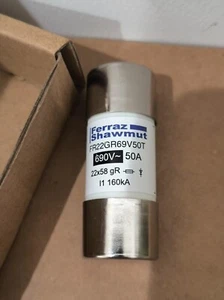 Ferraz
Shawmut
FR22GR69V50T
690V~ 50A
22x58 gR
I1 160kA